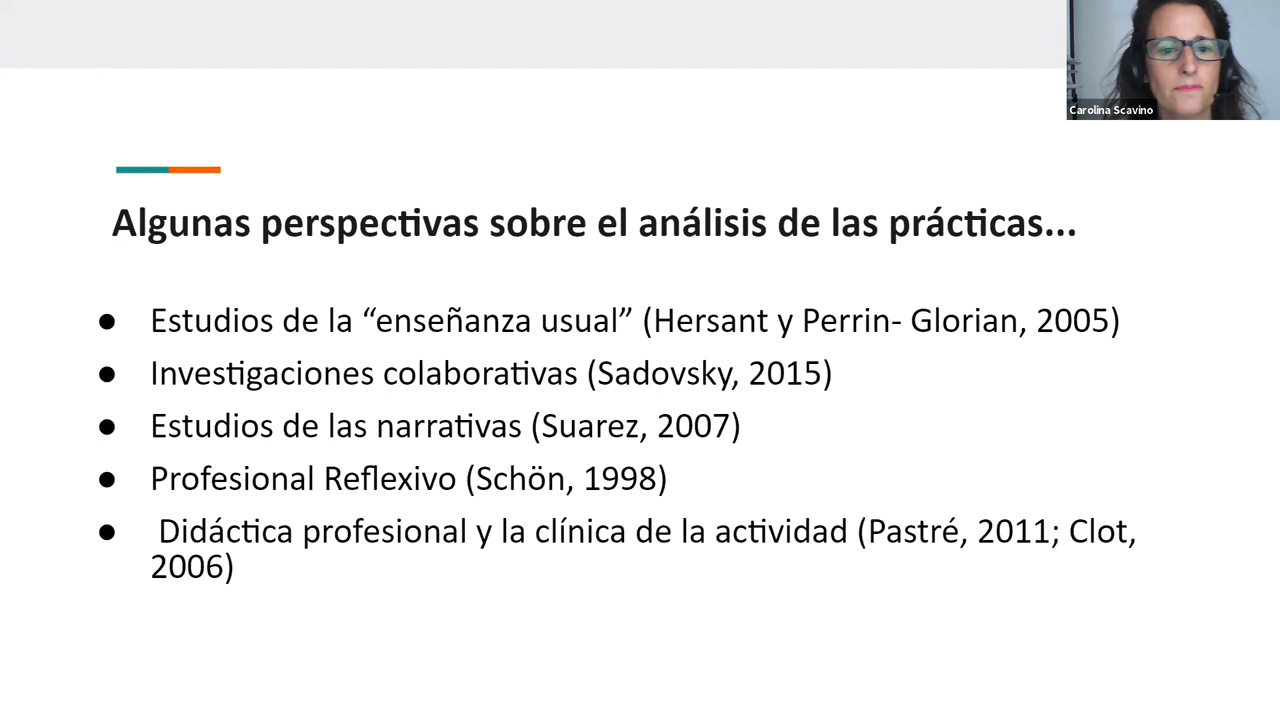 Carolina Scavino
Algunas perspectivas sobre el análisis de las prácticas...
● Estudios de la “enseñanza usual” (Hersant y Perrin- Glorian, 2005)
● Investigaciones colaborativas (Sadovsky, 2015)
● Estudios de las narrativas (Suarez, 2007)
● Profesional Reflexivo (Schön, 1998)
● Didáctica profesional y la clínica de la actividad (Pastré, 2011; Clot,
2006)